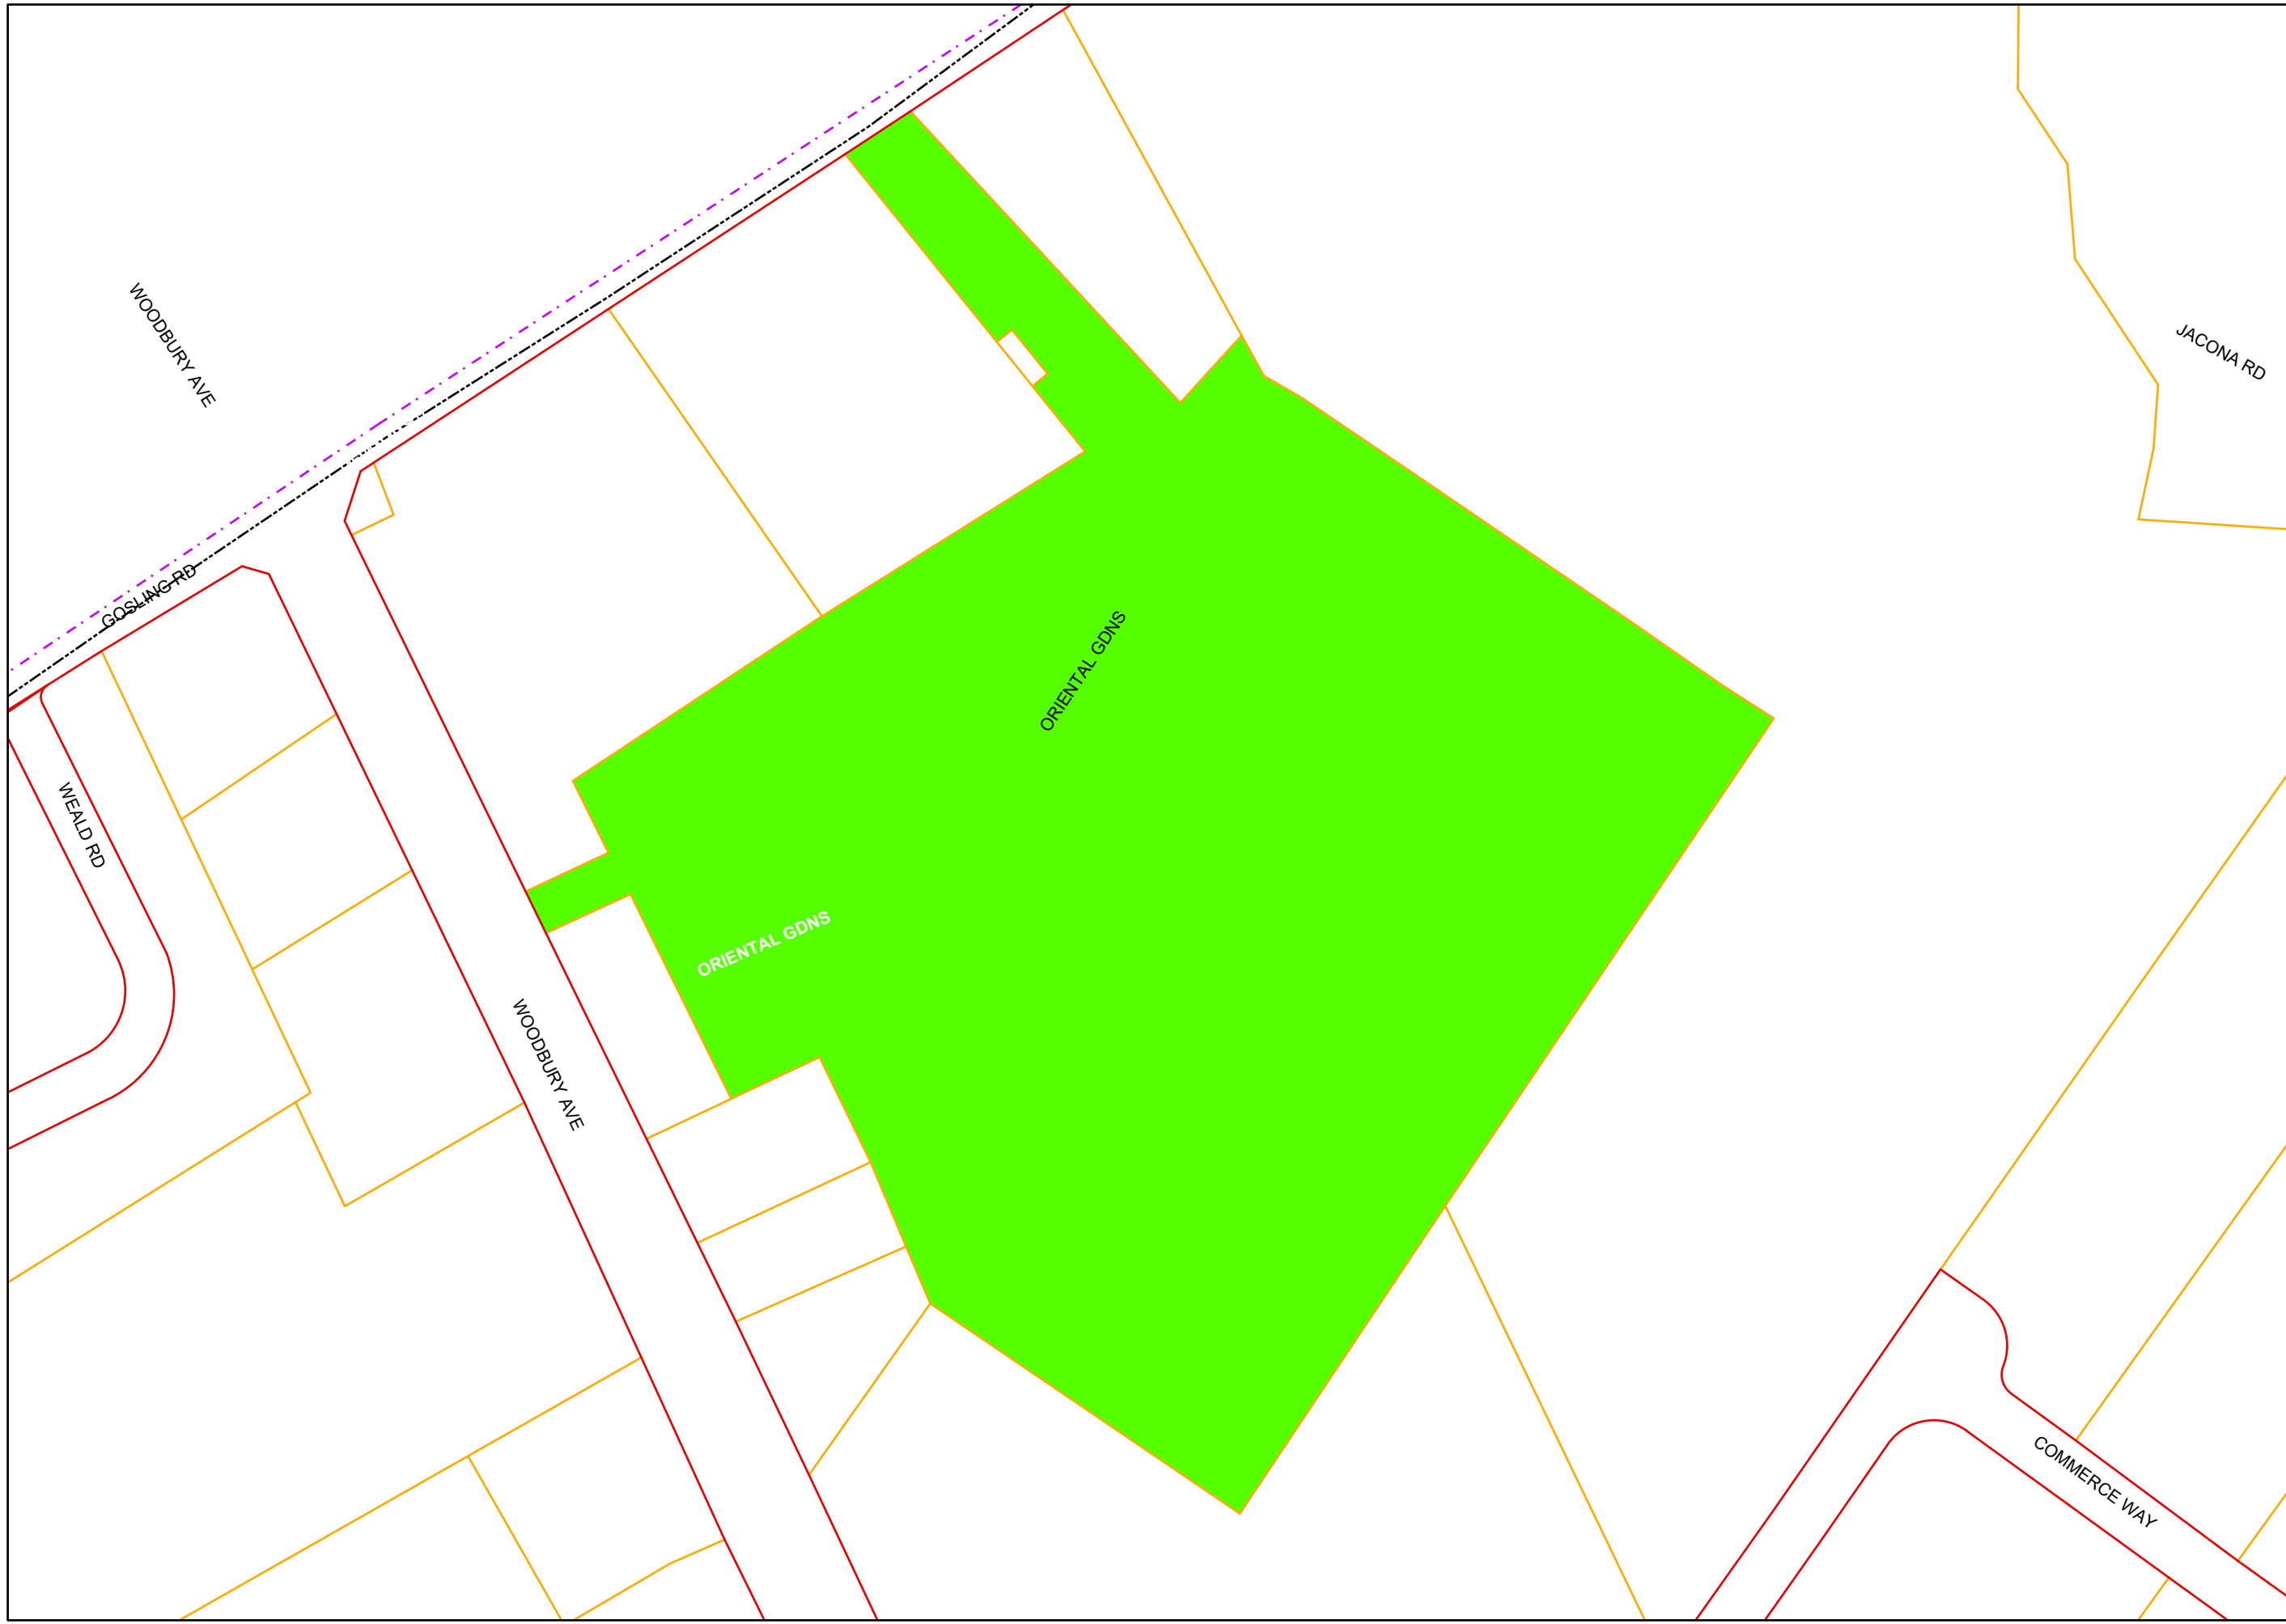 WOODBURY AVE
JACONA RD
GOSLING RD
ORIENTAL GDNS
WEALD RD
ORIENTAL GDNS
WOODBURY AVE
COMMERCE WAY